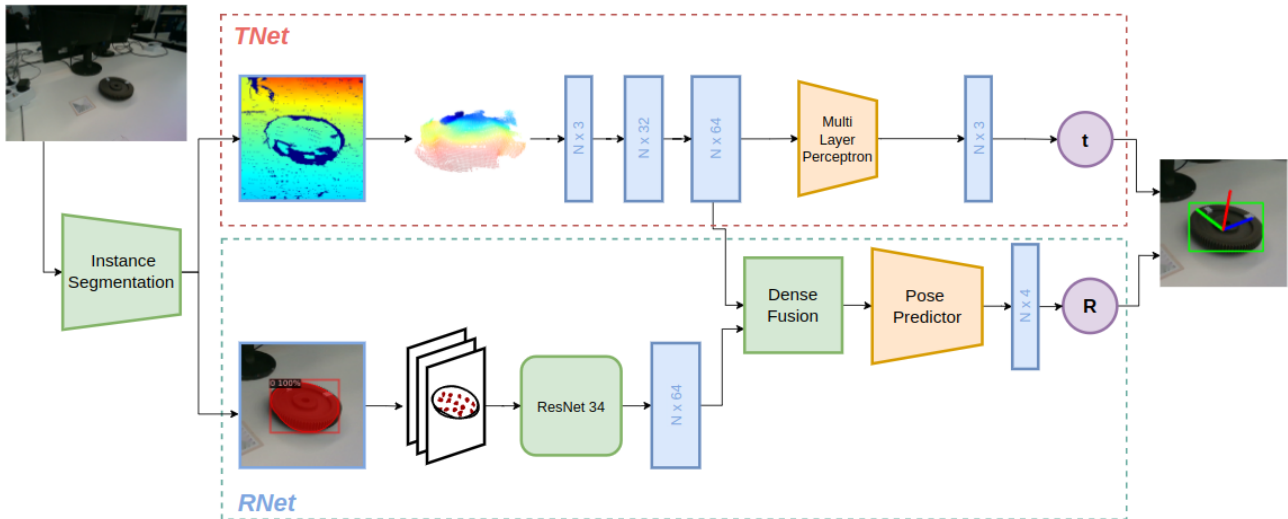 TNet
N x 3
N x 32
N x 64
Multi
Layer
Perceptron
N x 3
t
Instance
Segmentation
Dense
Fusion
Pose
Predictor
N x 4
R
0 100%
ResNet 34
N x 64
RNet